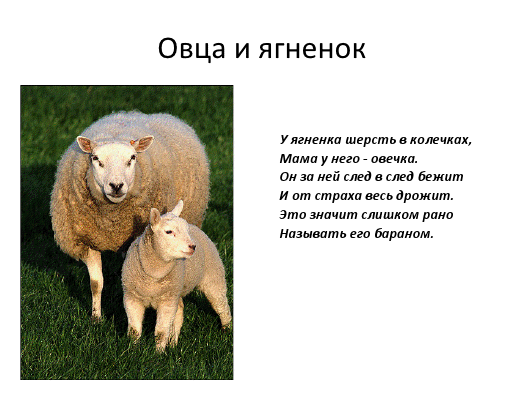 Овца и ягненок
У ягненка шерсть в колечках,
Мама у него - овечка.
Он за ней след в след бежит
И от страха весь дрожит.
Это значит слишком рано
Называть его бараном.